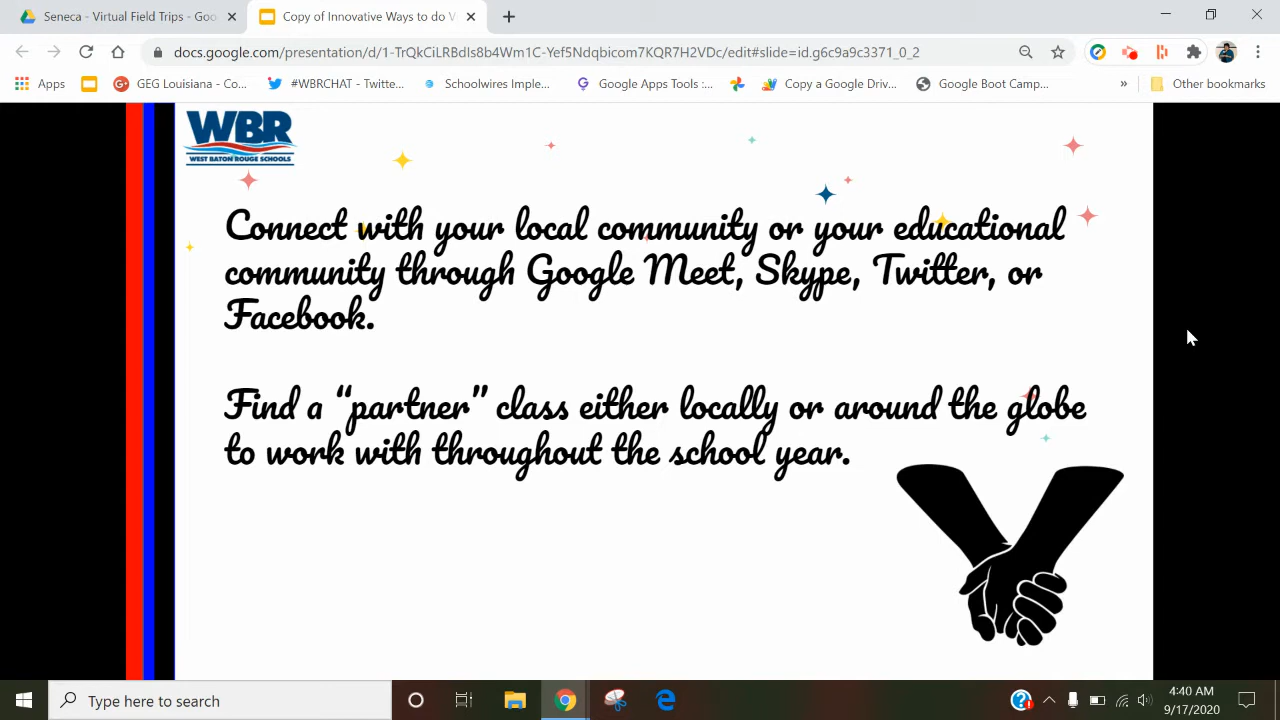 Seneca - Virtual Field Trips - Goo
Copy of Innovative Ways to do V
docs.google.com/presentation/d/1-TrQkCiLRBdIs8b4Wm1C-Yef5Ndqbicom7KQR7H2VDc/edit#slide=id.g6c9a9c3371_0_2
Apps
GEG Louisiana - Co...
#WBRCHAT - Twitte...
Schoolwires Imple...
Google Apps Tools :...
Copy a Google Driv...
Google Boot Camp...
»
Other bookmarks
WBR
WEST BATON ROUGE SCHOOLS
Connect with your local community or your educational
community through Google Meet, Skype, Twitter, or
Facebook.
Find a “partner” class either locally or around the globe
to work with throughout the school year.
Type here to search
4:40 AM
9/17/2020